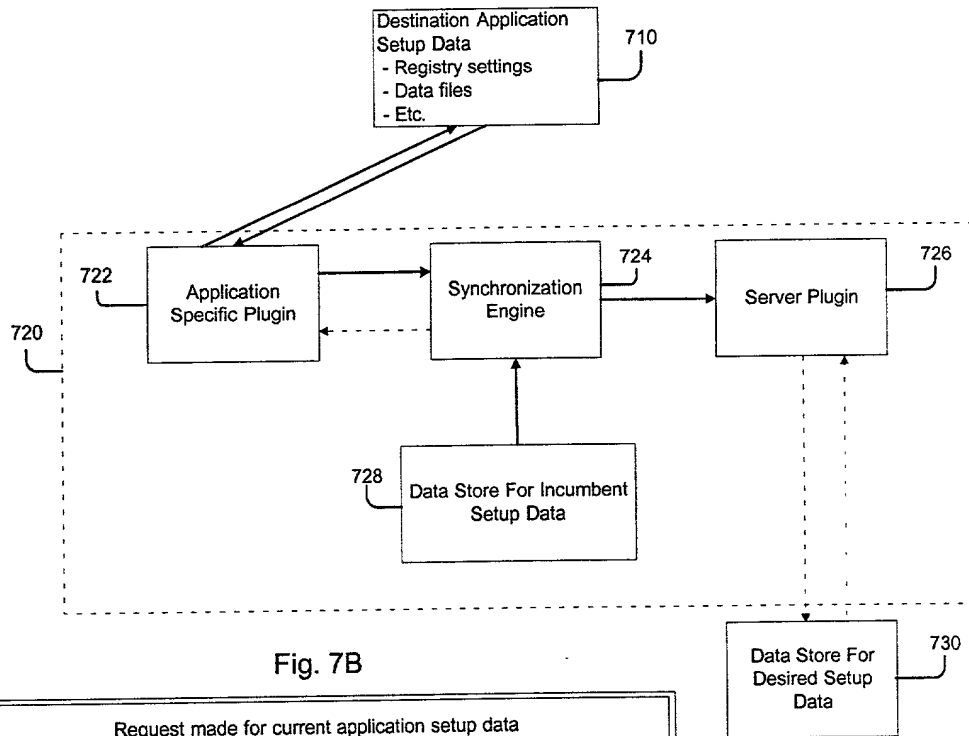 Destination Application
Setup Data
- Registry settings
- Data files
- Etc.
710
722
Application
Specific Plugin
Synchronization
Engine
724
Server Plugin
726
720
728
Data Store For Incumbent
Setup Data
Fig. 7B
Data Store For
Desired Setup
Data
730
Request made for current application setup data